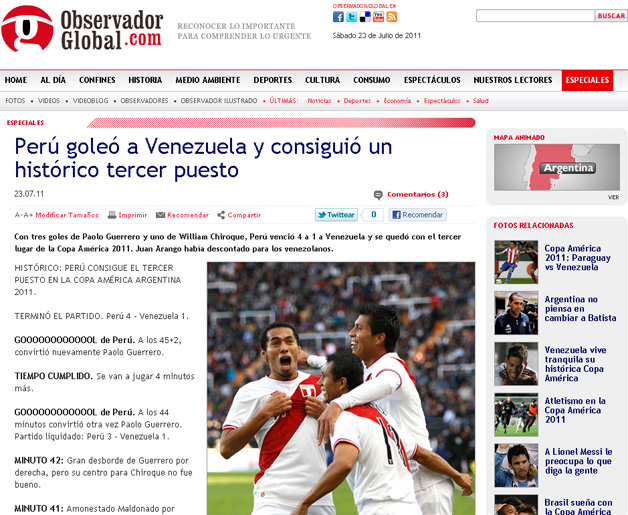 Observador
Global.com
RECONOCER LO IMPORTANTE
PARA COMPRENDER LO URGENTE
OBSERVADORGLOBAL EN
Sábado 23 de Julio de 2011
BUSCAR
HOME AL DÍA CONFINES HISTORIA MEDIO AMBIENTE DEPORTES CULTURA CONSUMO ESPECTÁCULOS NUESTROS LECTORES ESPECIALES
FOTOS • VIDEOS • VIDEOBLOG • OBSERVADORES • OBSERVADOR ILUSTRADO • ÚLTIMAS: Noticias • Deportes • Economía • Espectáculos • Salud
ESPECIALES
Perú goleó a Venezuela y consiguió un
histórico tercer puesto
23.07.11
Comentarios (3)
A-A+ Modificar Tamaños Imprimir Recomendar Compartir
Twittear 0 Recomendar
Con tres goles de Paolo Guerrero y uno de William Chiroque, Perú venció 4 a 1 a Venezuela y se quedó con el tercer
lugar de la Copa América 2011. Juan Arango había descontado para los venezolanos.
HISTÓRICO: PERÚ CONSIGUE EL TERCER
PUESTO EN LA COPA AMÉRICA ARGENTINA
2011.
TERMINÓ EL PARTIDO. Perú 4 - Venezuela 1.
GOOOOOOOOOOOOL de Perú. A los 45+2,
convirtió nuevamente Paolo Guerrero.
TIEMPO CUMPLIDO. Se van a jugar 4 minutos
más.
GOOOOOOOOOOOOL de Perú. A los 44
minutos convirtió otra vez Paolo Guerrero.
Partido liquidado: Perú 3 - Venezuela 1.
MINUTO 42: Gran desborde de Guerrero por
derecha, pero su centro para Chiroque no fue
bueno.
MINUTO 41: Amonestado Maldonado por
MAPA ANIMADO
Argentina
VER
FOTOS RELACIONADAS
Copa América
2011: Paraguay
vs Venezuela
Argentina no
piensa en
cambiar a Batista
Venezuela vive
tranquila su
histórica Copa
América
Atletismo en la
Copa América
2011
A Lionel Messi le
preocupa lo que
diga la gente
Brasil sueña con
la Copa América